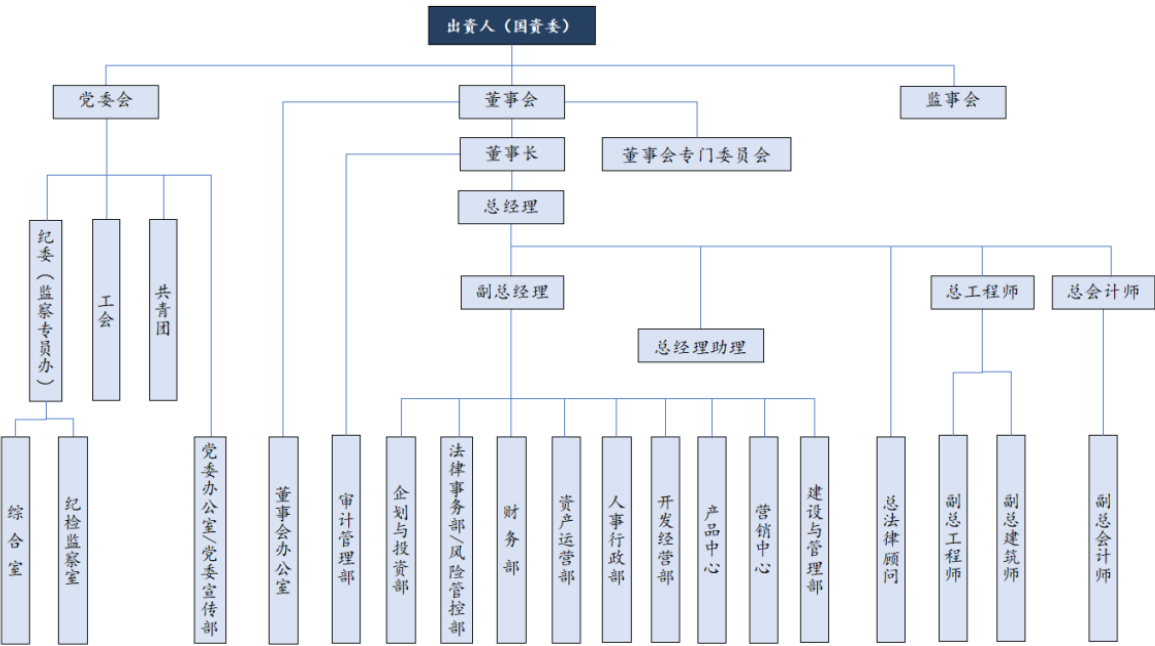 出资人（国资委）
党委会
董事会
监事会
董事长
董事会专门委员会
总经理
纪委（监察专员办）
工会
共青团
副总经理
总经理助理
总工程师
总会计师
综合室
纪检监察室
党委办公室/党委宣传部
董事会办公室
审计管理部
企划与投资部
法律事务部/风险管控部
财务部
资产运营部
人事行政部
开发经营部
产品中心
营销中心
建设与管理部
总法律顾问
副总工程师
副总建筑师
副总会计师